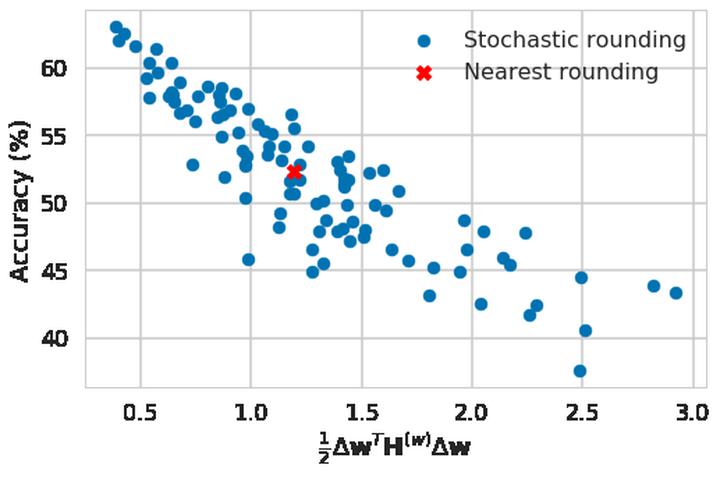 Stochastic rounding
Nearest rounding
Accuracy (%)
60
55
50
45
40
0.5 1.0 1.5 2.0 2.5 3.0
½ΔwᵀH⁽ʷ⁾Δw